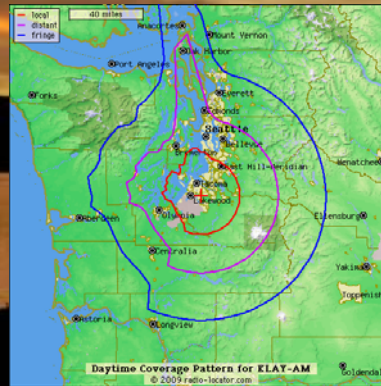 local
distant
fringe
40 miles
Anacortes
Mount Vernon
Oak Harbor
Port Angeles
Forks
Everett
Edmonds
Seattle
Bellevue
Bremerton
East Hill-Meridian
Wenatchee
Tacoma
Lakewood
Olympia
Aberdeen
Ellensburg
Centralia
Yakima
Toppenish
Astoria
Longview
Goldendal
Daytime Coverage Pattern for KLAY-AM
© 2009 radio-locator.com